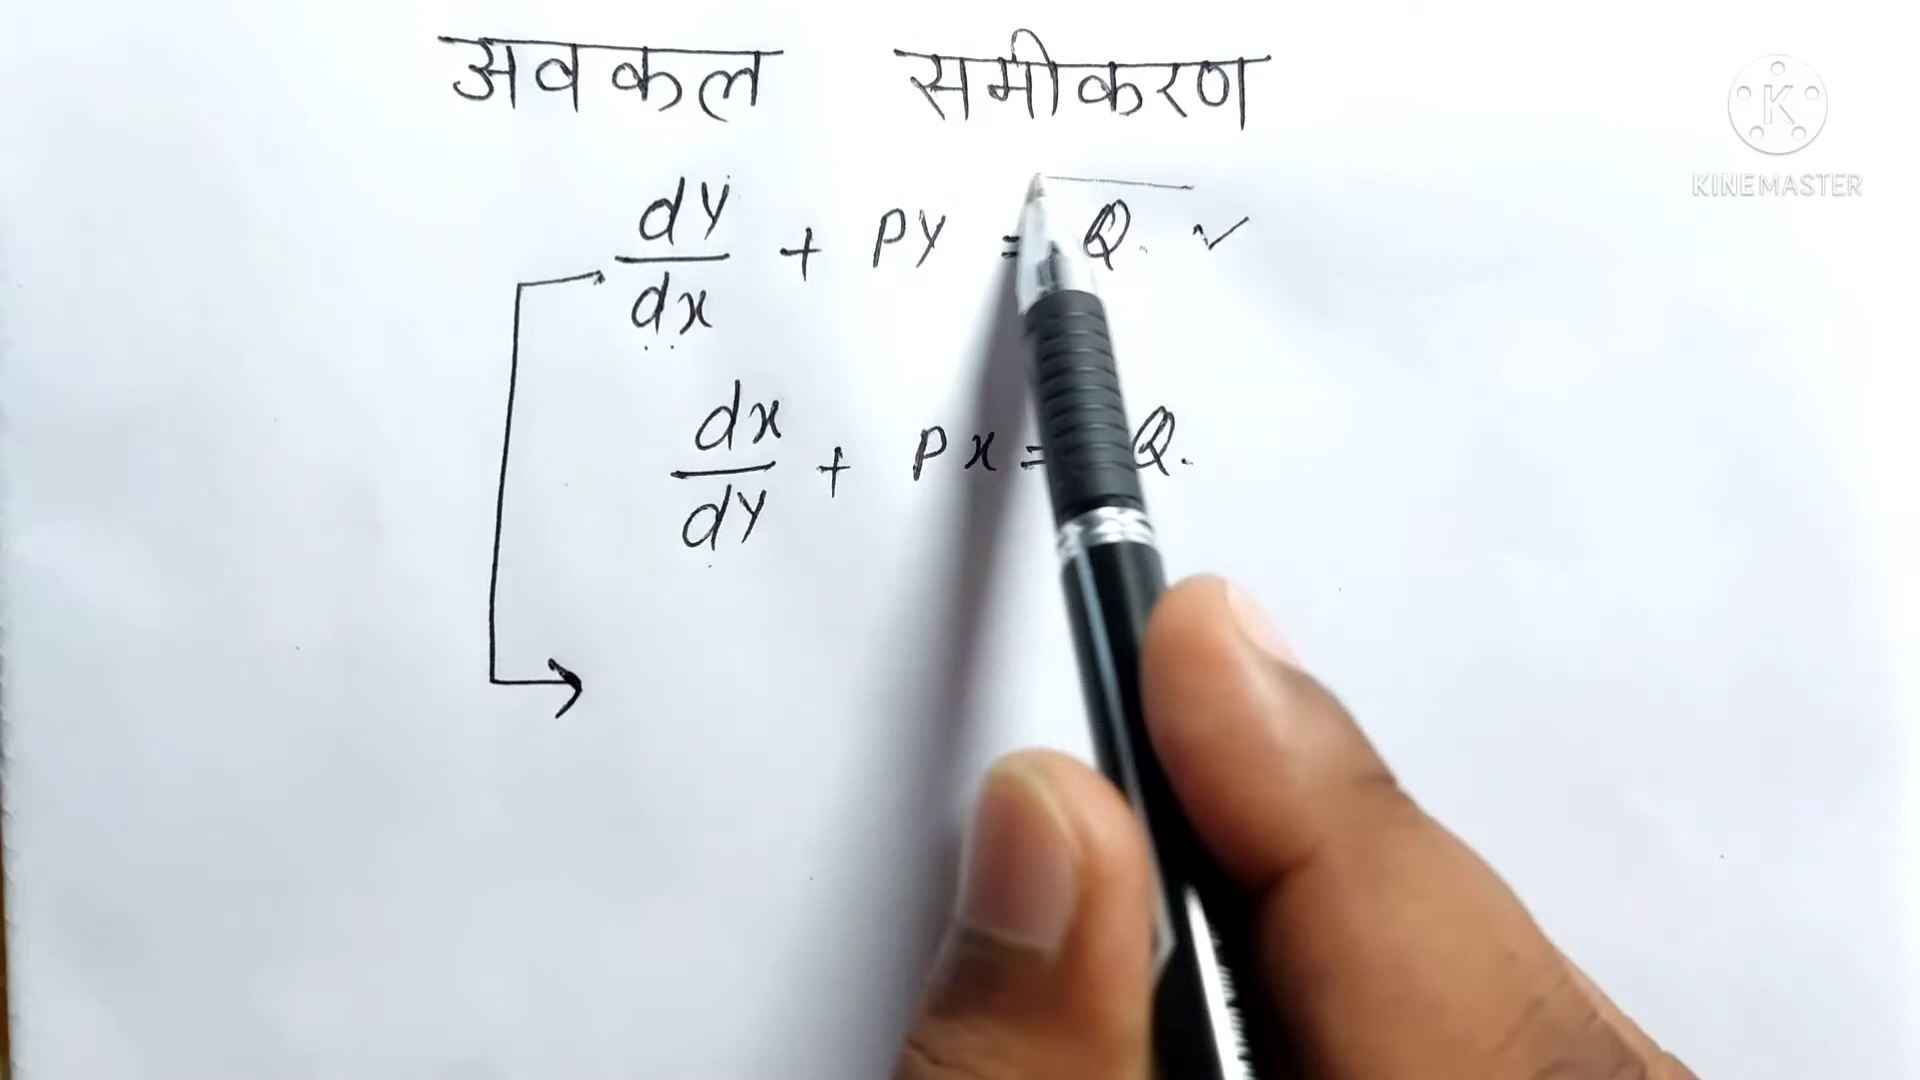 अवकल समीकरण
dy/dx + Py = Q. ✓
dx/dy + Px = Q.
K
KINEMASTER